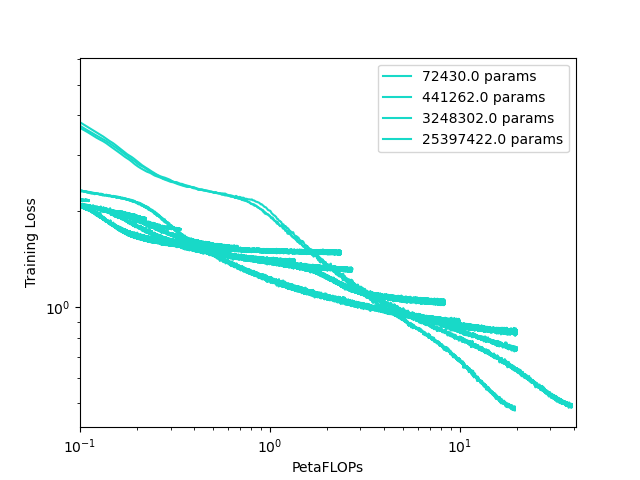 72430.0 params
441262.0 params
3248302.0 params
25397422.0 params
Training Loss
10⁰
10⁻¹
10⁰
10¹
PetaFLOPs